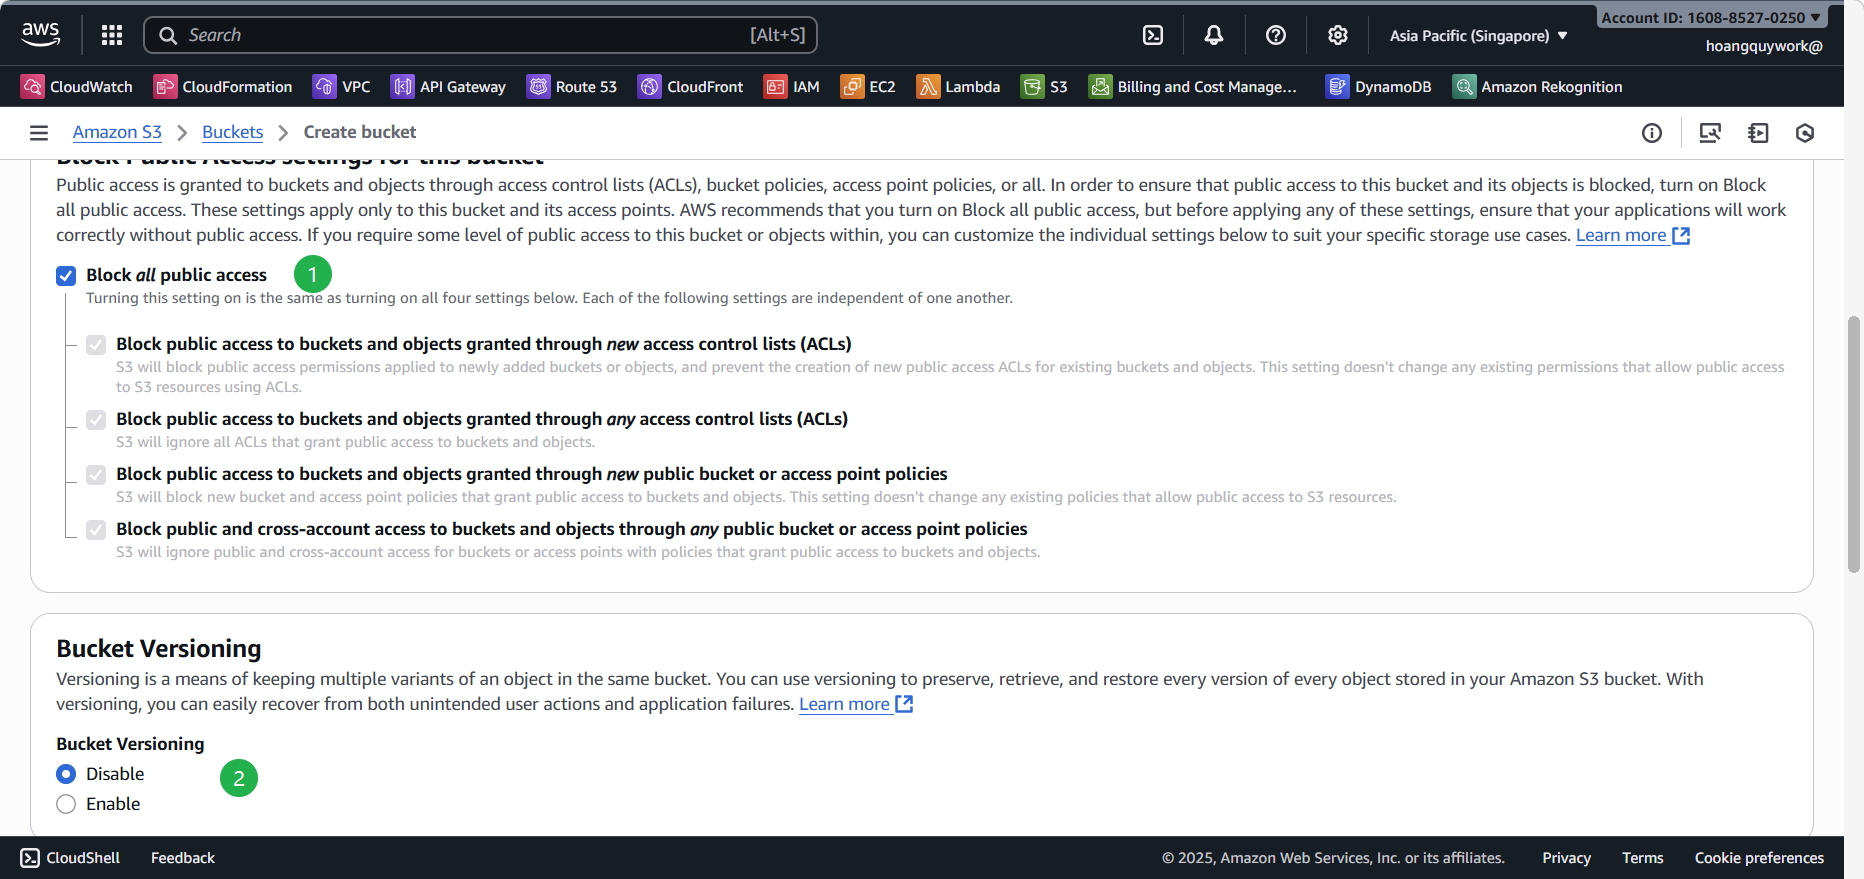 aws
Search
[Alt+S]
Asia Pacific (Singapore) ▼
Account ID: 1608-8527-0250 ▼
hoangquywork@
CloudWatch
CloudFormation
VPC
API Gateway
Route 53
CloudFront
IAM
EC2
Lambda
S3
Billing and Cost Manage...
DynamoDB
Amazon Rekognition
Amazon S3 > Buckets > Create bucket
Block Public Access settings for this bucket
Public access is granted to buckets and objects through access control lists (ACLs), bucket policies, access point policies, or all. In order to ensure that public access to this bucket and its objects is blocked, turn on Block
all public access. These settings apply only to this bucket and its access points. AWS recommends that you turn on Block all public access, but before applying any of these settings, ensure that your applications will work
correctly without public access. If you require some level of public access to this bucket or objects within, you can customize the individual settings below to suit your specific storage use cases. Learn more
Block all public access
1
Turning this setting on is the same as turning on all four settings below. Each of the following settings are independent of one another.
Block public access to buckets and objects granted through new access control lists (ACLs)
S3 will block public access permissions applied to newly added buckets or objects, and prevent the creation of new public access ACLs for existing buckets and objects. This setting doesn't change any existing permissions that allow public access
to S3 resources using ACLs.
Block public access to buckets and objects granted through any access control lists (ACLs)
S3 will ignore all ACLs that grant public access to buckets and objects.
Block public access to buckets and objects granted through new public bucket or access point policies
S3 will block new bucket and access point policies that grant public access to buckets and objects. This setting doesn't change any existing policies that allow public access to S3 resources.
Block public and cross-account access to buckets and objects through any public bucket or access point policies
S3 will ignore public and cross-account access for buckets or access points with policies that grant public access to buckets and objects.
Bucket Versioning
Versioning is a means of keeping multiple variants of an object in the same bucket. You can use versioning to preserve, retrieve, and restore every version of every object stored in your Amazon S3 bucket. With
versioning, you can easily recover from both unintended user actions and application failures. Learn more
Bucket Versioning
Disable
2
Enable
CloudShell
Feedback
© 2025, Amazon Web Services, Inc. or its affiliates.
Privacy
Terms
Cookie preferences